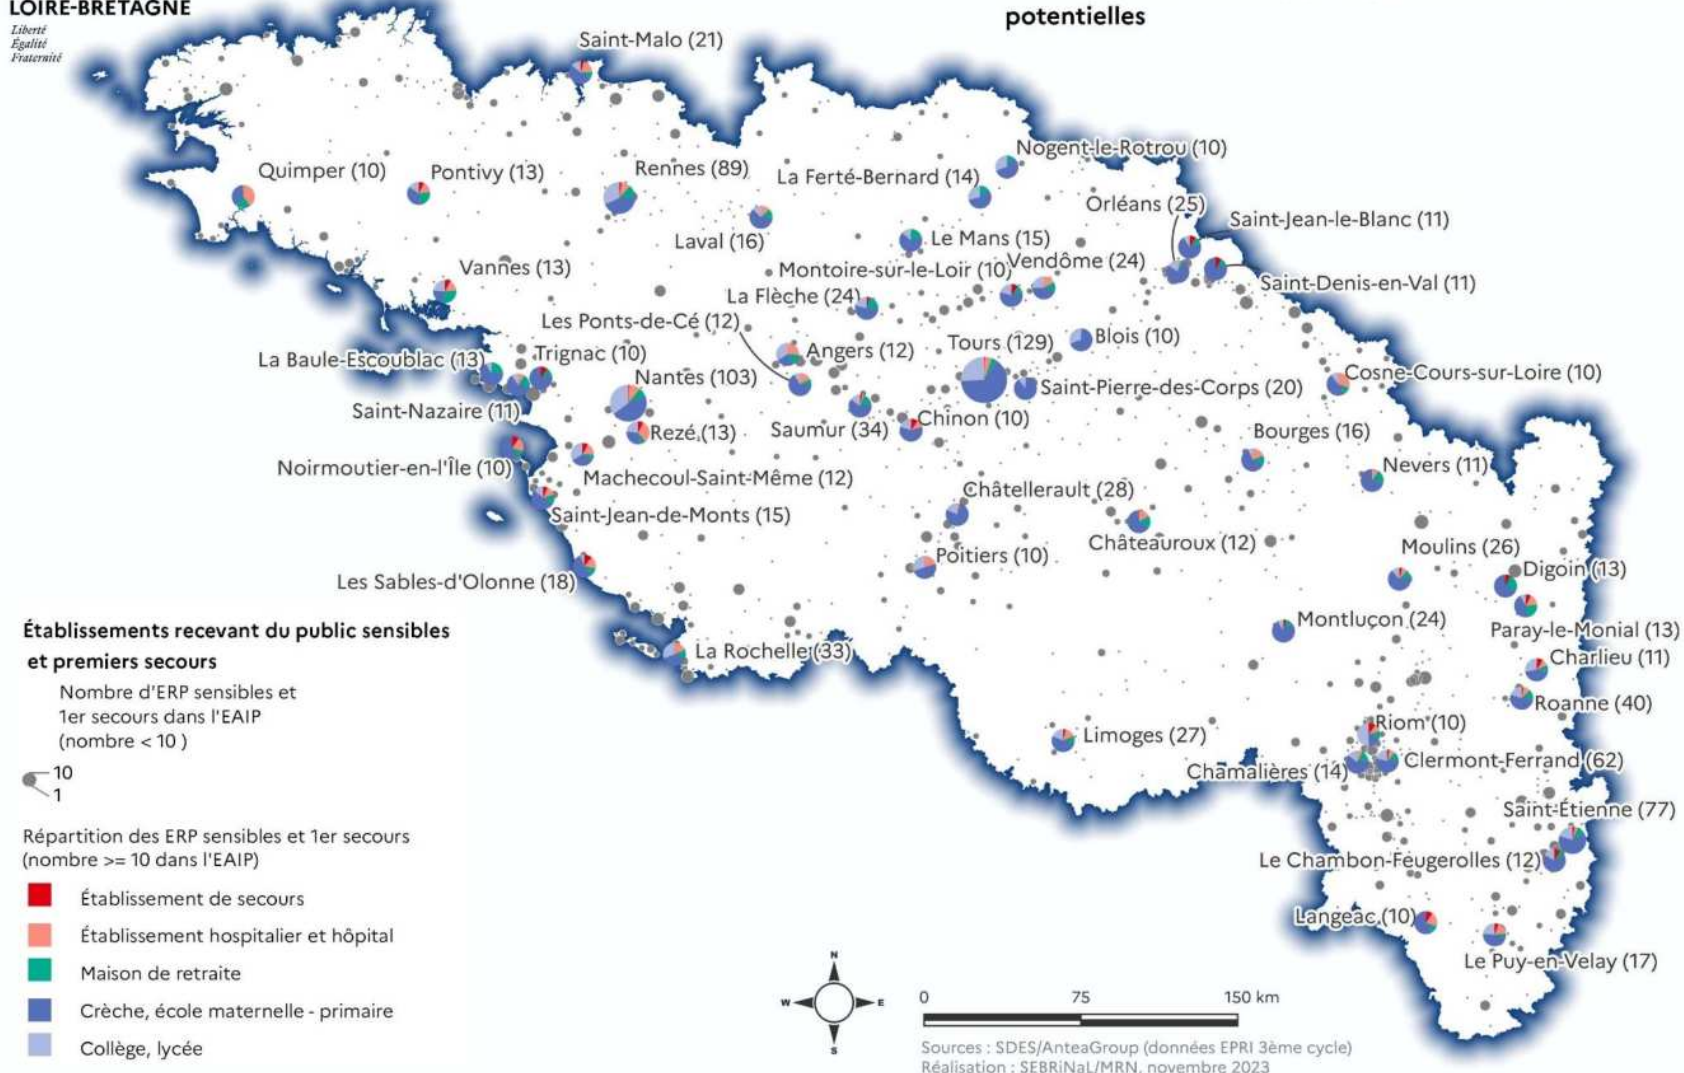 LOIRE-BRETAGNE
Liberté
Égalité
Fraternité
potentielles
Saint-Malo (21)
Nogent-le-Rotrou (10)
Quimper (10)
Pontivy (13)
Rennes (89)
La Ferté-Bernard (14)
Orléans (25)
Saint-Jean-le-Blanc (11)
Laval (16)
Le Mans (15)
Vannes (13)
Montoire-sur-le-Loir (10)
Vendôme (24)
Saint-Denis-en-Val (11)
La Flèche (24)
Les Ponts-de-Cé (12)
Blois (10)
La Baule-Escoublac (13)
Trignac (10)
Angers (12)
Tours (129)
Nantes (103)
Saint-Pierre-des-Corps (20)
Cosne-Cours-sur-Loire (10)
Saint-Nazaire (11)
Rezé (13)
Saumur (34)
Chinon (10)
Bourges (16)
Noirmoutier-en-l'Île (10)
Machecoul-Saint-Même (12)
Nevers (11)
Châtellerault (28)
Saint-Jean-de-Monts (15)
Châteauroux (12)
Moulins (26)
Poitiers (10)
Digoin (13)
Les Sables-d'Olonne (18)
Montluçon (24)
Paray-le-Monial (13)
La Rochelle (33)
Charlieu (11)
Roanne (40)
Riom (10)
Limoges (27)
Clermont-Ferrand (62)
Chamalières (14)
Saint-Étienne (77)
Le Chambon-Feugerolles (12)
Langeac (10)
Le Puy-en-Velay (17)
Établissements recevant du public sensibles
et premiers secours
Nombre d'ERP sensibles et
1er secours dans l'EAIP
(nombre < 10 )
10
1
Répartition des ERP sensibles et 1er secours
(nombre >= 10 dans l'EAIP)
Établissement de secours
Établissement hospitalier et hôpital
Maison de retraite
Crèche, école maternelle - primaire
Collège, lycée
N
W E
S
0 75 150 km
Sources : SDES/AnteaGroup (données EPRI 3ème cycle)
Réalisation : SEBRiNaL/MRN, novembre 2023